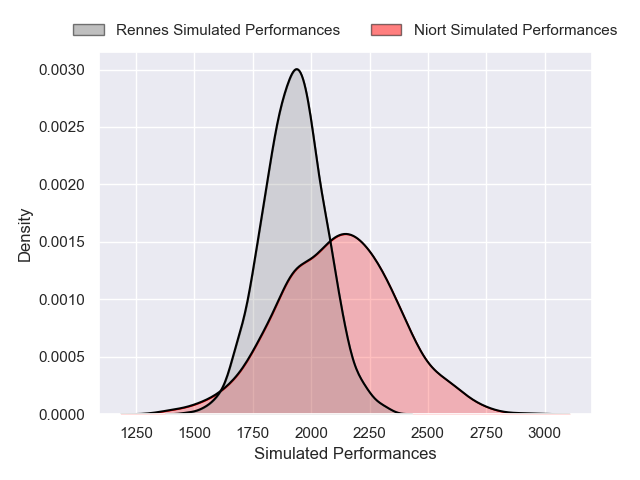 Rennes Simulated Performances Niort Simulated Performances
0.0030
0.0025
0.0020
0.0015
0.0010
0.0005
0.0000
Density
1250 1500 1750 2000 2250 2500 2750 3000
Simulated Performances